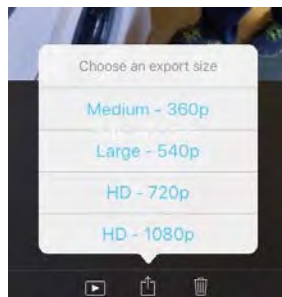 Choose an export size
Medium - 360p
Large - 540p
HD - 720p
HD - 1080p